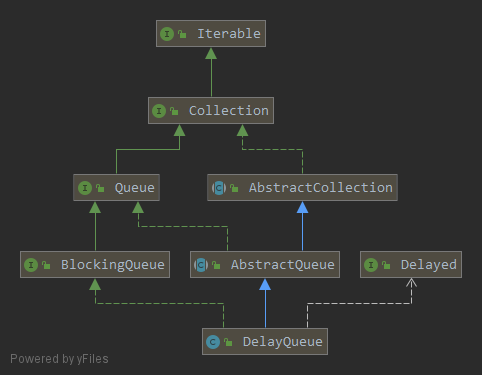 Iterable
Collection
Queue
AbstractCollection
BlockingQueue
AbstractQueue
Delayed
DelayQueue
Powered by yFiles